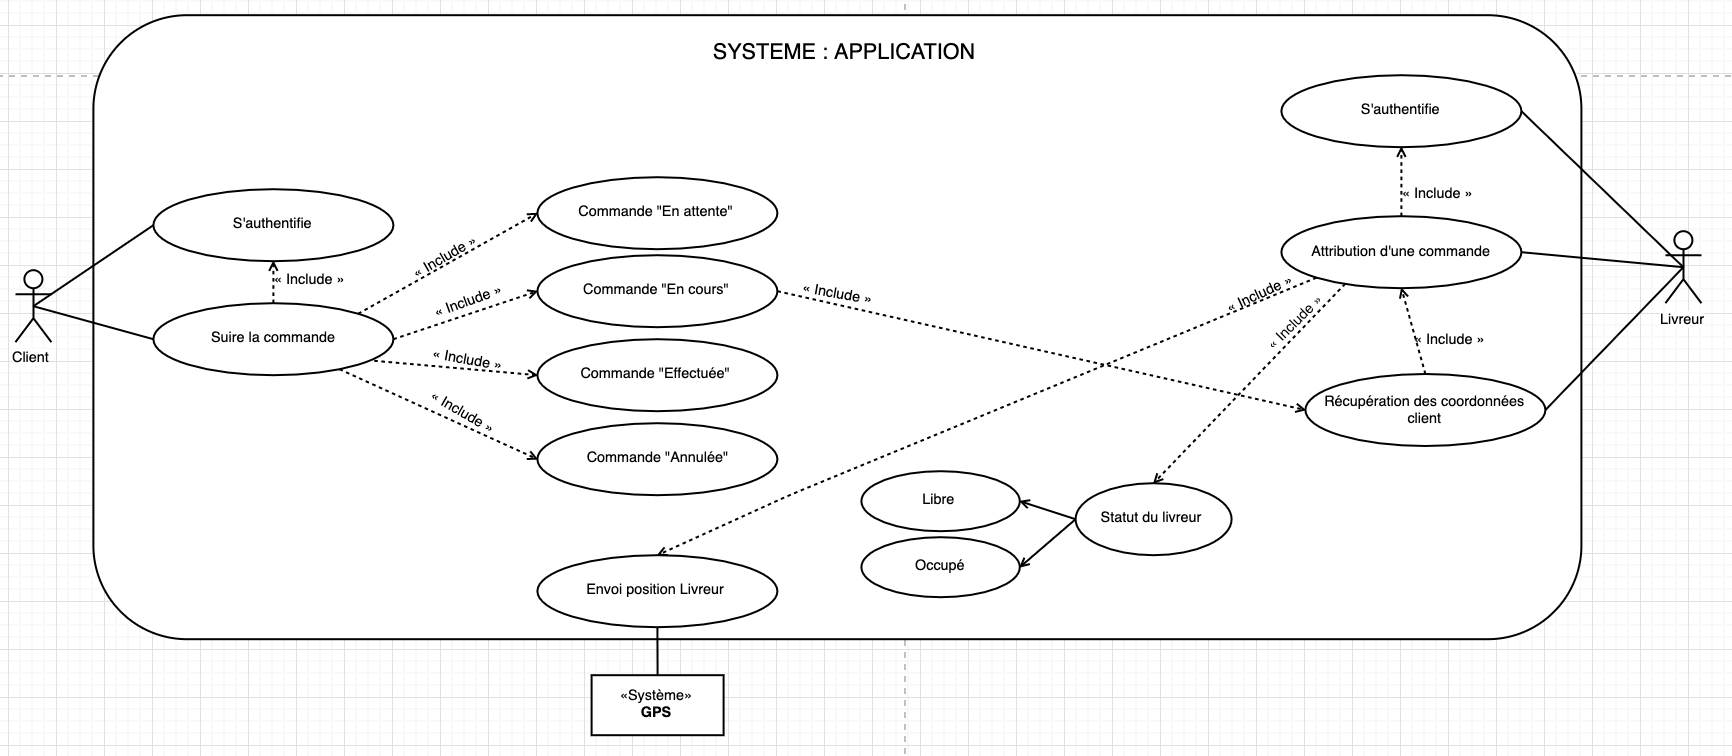 SYSTEME : APPLICATION
S'authentifie
« Include »
Attribution d'une commande
« Include »
« Include »
« Include »
Récupération des coordonnées
client
Livreur
S'authentifie
« Include »
Suire la commande
Client
« Include »
« Include »
« Include »
« Include »
Commande "En attente"
Commande "En cours"
« Include »
Commande "Effectuée"
Commande "Annulée"
Libre
Statut du livreur
Occupé
Envoi position Livreur
«Système»
GPS